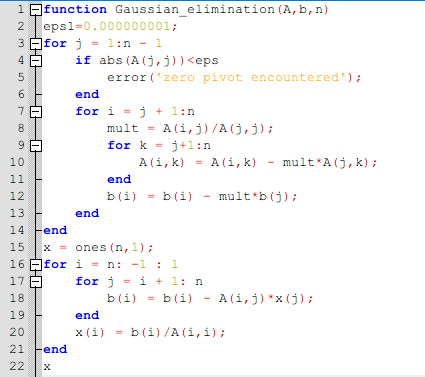 1 function Gaussian_elimination(A,b,n)
2 epsl=0.000000001;
3 for j = 1:n - 1
4     if abs(A(j,j))<eps
5         error('zero pivot encountered');
6     end
7     for i = j + 1:n
8         mult = A(i,j)/A(j,j);
9         for k = j+1:n
10             A(i,k) = A(i,k) - mult*A(j,k);
11         end
12         b(i) = b(i) - mult*b(j);
13     end
14 end
15 x = ones(n,1);
16 for i = n: -1 : 1
17     for j = i + 1: n
18         b(i) = b(i) - A(i,j)*x(j);
19     end
20     x(i) = b(i)/A(i,i);
21 end
22 x